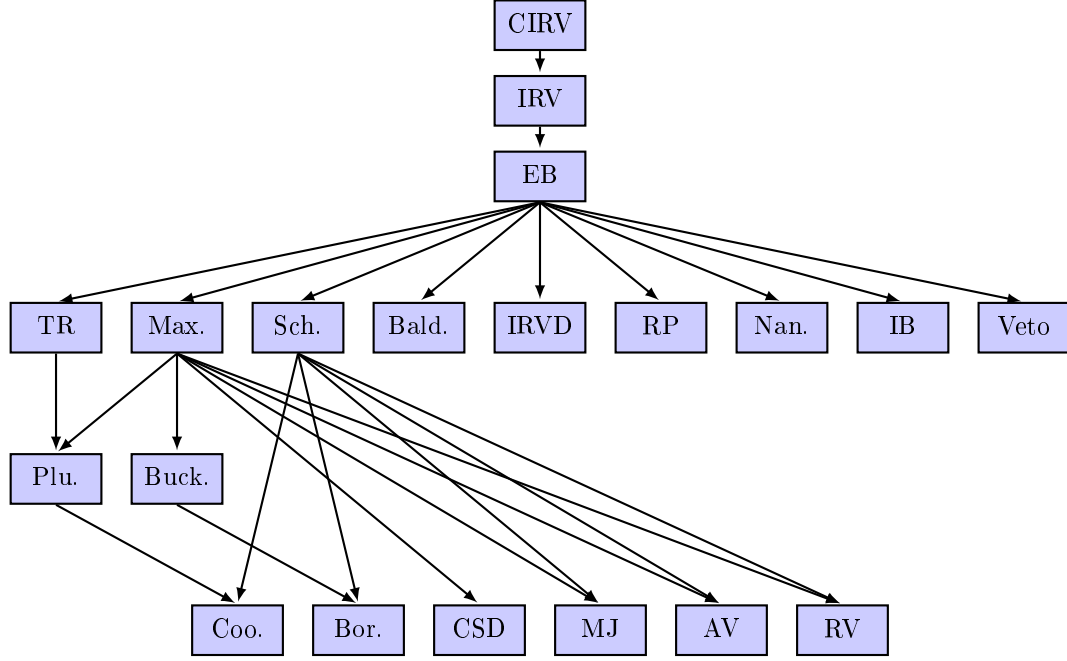 CIRV
IRV
EB
TR Max. Sch. Bald. IRVD RP Nan. IB Veto
Plu. Buck.
Coo. Bor. CSD MJ AV RV